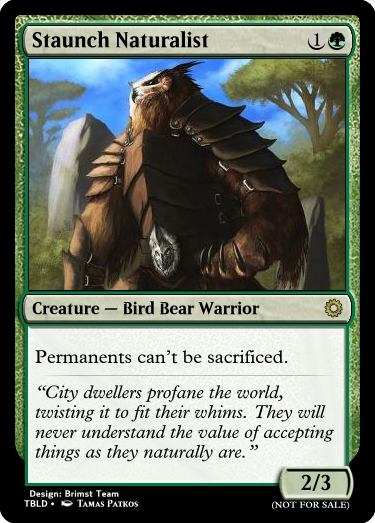 Staunch Naturalist 1
Creature — Bird Bear Warrior
Permanents can't be sacrificed.
"City dwellers profane the world,
twisting it to fit their whims. They will
never understand the value of accepting
things as they naturally are."
2/3
Design: Brimst Team
TBLD • Tamas Patkos
(NOT FOR SALE)